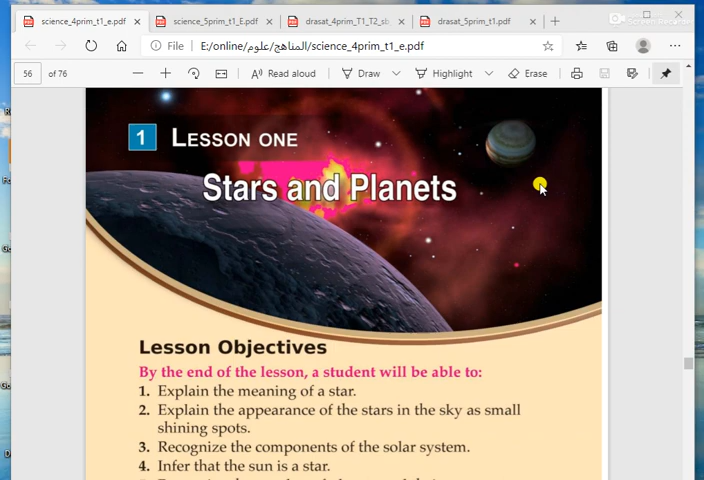 science_4prim_t1_e.pdf
science_5prim_t1_E.pdf
drasat_4prim_T1_T2_sb
drasat_5prim_t1.pdf
Screen Recorder
File
E:/online/المناهج/علوم/science_4prim_t1_e.pdf
56 of 76
Read aloud
Draw
Highlight
Erase
1 LESSON ONE
Stars and Planets
Lesson Objectives
By the end of the lesson, a student will be able to:
1. Explain the meaning of a star.
2. Explain the appearance of the stars in the sky as small
shining spots.
3. Recognize the components of the solar system.
4. Infer that the sun is a star.